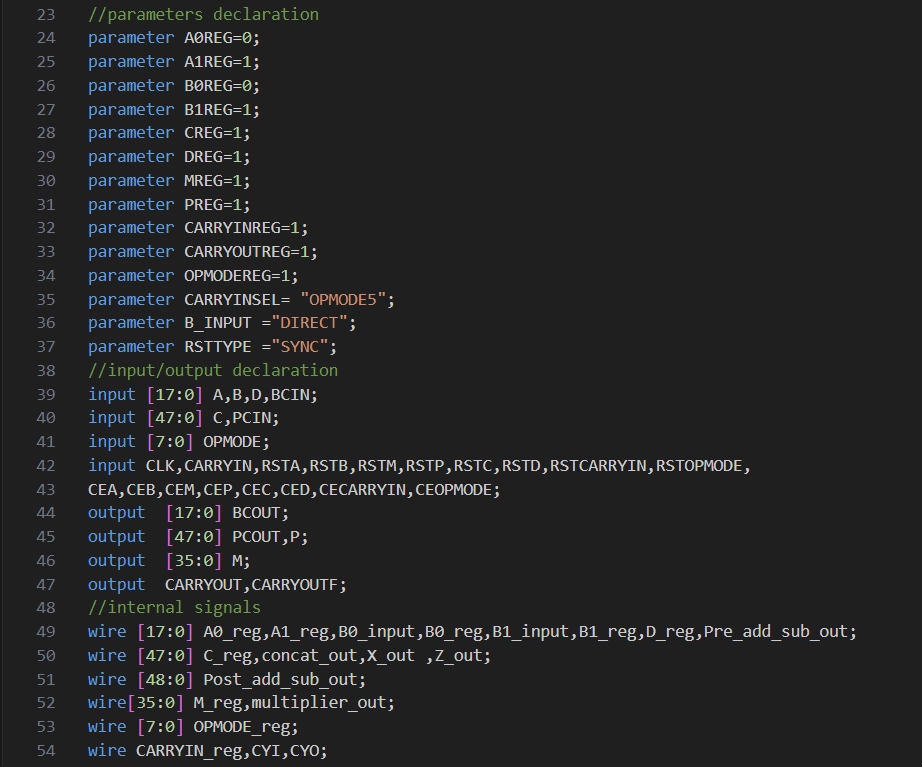 23 //parameters declaration
24 parameter A0REG=0;
25 parameter A1REG=1;
26 parameter B0REG=0;
27 parameter B1REG=1;
28 parameter CREG=1;
29 parameter DREG=1;
30 parameter MREG=1;
31 parameter PREG=1;
32 parameter CARRYINREG=1;
33 parameter CARRYOUTREG=1;
34 parameter OPMODEREG=1;
35 parameter CARRYINSEL= "OPMODE5";
36 parameter B_INPUT ="DIRECT";
37 parameter RSTTYPE ="SYNC";
38 //input/output declaration
39 input [17:0] A,B,D,BCIN;
40 input [47:0] C,PCIN;
41 input [7:0] OPMODE;
42 input CLK,CARRYIN,RSTA,RSTB,RSTM,RSTP,RSTC,RSTD,RSTCARRYIN,RSTOPMODE,
43 CEA,CEB,CEM,CEP,CEC,CED,CECARRYIN,CEOPMODE;
44 output  [17:0] BCOUT;
45 output  [47:0] PCOUT,P;
46 output  [35:0] M;
47 output  CARRYOUT,CARRYOUTF;
48 //internal signals
49 wire [17:0] A0_reg,A1_reg,B0_input,B0_reg,B1_input,B1_reg,D_reg,Pre_add_sub_out;
50 wire [47:0] C_reg,concat_out,X_out ,Z_out;
51 wire [48:0] Post_add_sub_out;
52 wire[35:0] M_reg,multiplier_out;
53 wire [7:0] OPMODE_reg;
54 wire CARRYIN_reg,CYI,CYO;